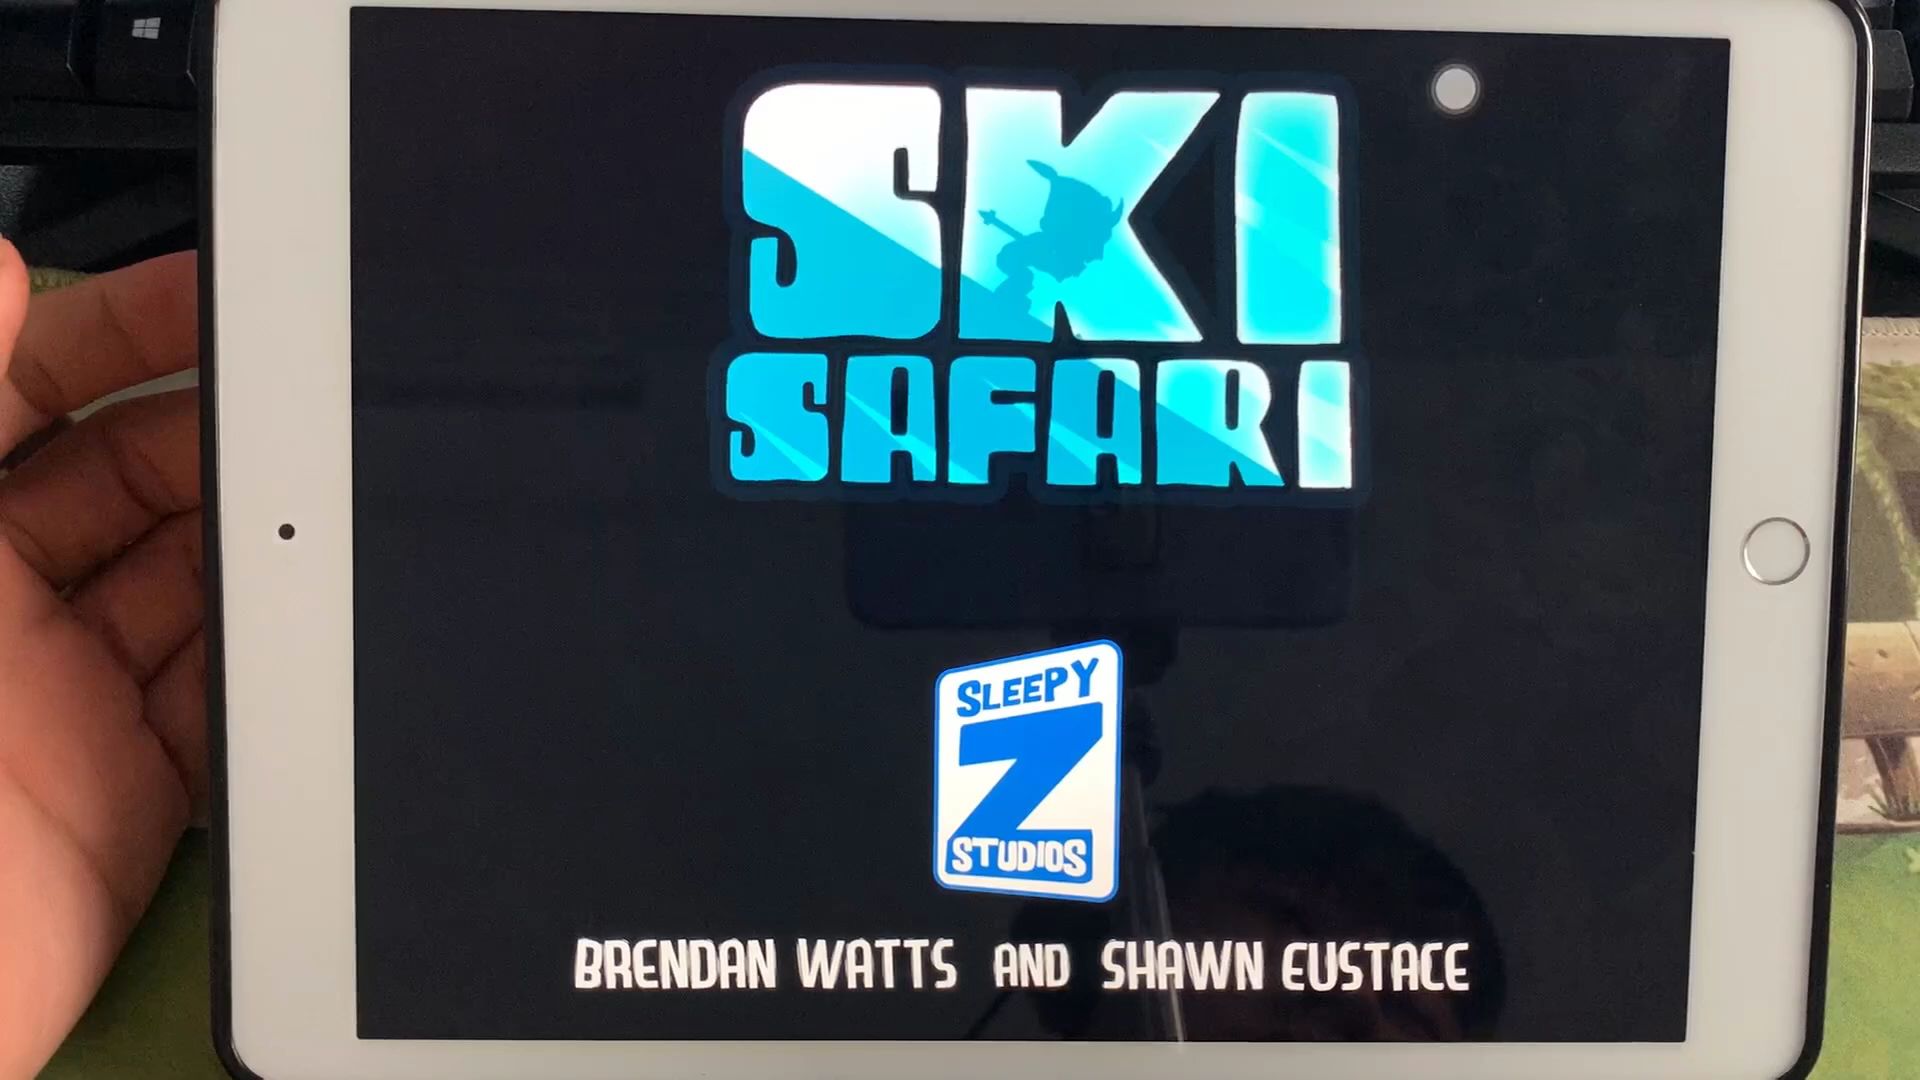 SKI
SAFARI
SLEEPY
Z
STUDIOS
BRENDAN WATTS AND SHAWN EUSTACE